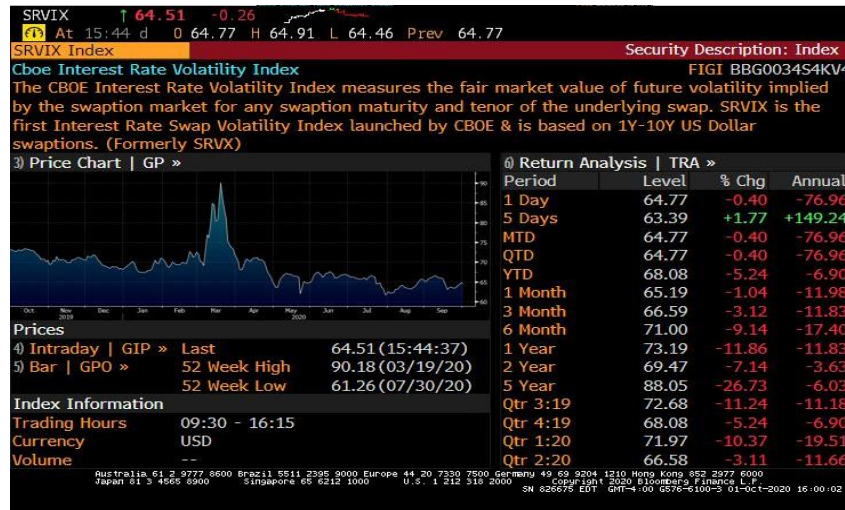 SRVIX ↑ 64.51 -0.26
At 15:44 d O 64.77 H 64.91 L 64.46 Prev 64.77
SRVIX Index Security Description: Index
Cboe Interest Rate Volatility Index FIGI BBG0034S4KV4
The CBOE Interest Rate Volatility Index measures the fair market value of future volatility implied
by the swaption market for any swaption maturity and tenor of the underlying swap. SRVIX is the
first Interest Rate Swap Volatility Index launched by CBOE & is based on 1Y-10Y US Dollar
swaptions. (Formerly SRVX)
3) Price Chart | GP »
90
85
80
75
70
65
60
Oct Nov Dec Jan Feb Mar Apr May Jun Jul Aug Sep
2019 2020
Prices
4) Intraday | GIP » Last 64.51(15:44:37)
5) Bar | GPO » 52 Week High 90.18(03/19/20)
52 Week Low 61.26(07/30/20)
Index Information
Trading Hours 09:30 - 16:15
Currency USD
Volume --
6) Return Analysis | TRA »
Period Level % Chg Annual
1 Day 64.77 -0.40 -76.96
5 Days 63.39 +1.77 +149.24
MTD 64.77 -0.40 -76.96
QTD 64.77 -0.40 -76.96
YTD 68.08 -5.24 -6.90
1 Month 65.19 -1.04 -11.98
3 Month 66.59 -3.12 -11.83
6 Month 71.00 -9.14 -17.40
1 Year 73.19 -11.86 -11.83
2 Year 69.47 -7.14 -3.63
5 Year 88.05 -26.73 -6.03
Qtr 3:19 72.68 -11.24 -11.18
Qtr 4:19 68.08 -5.24 -6.90
Qtr 1:20 71.97 -10.37 -19.51
Qtr 2:20 66.58 -3.11 -11.66
Australia 61 2 9777 8600 Brazil 5511 2395 9000 Europe 44 20 7330 7500 Germany 49 69 9204 1210 Hong Kong 852 2977 6000
Japan 81 3 4565 8900 Singapore 65 6212 1000 U.S. 1 212 318 2000 Copyright 2020 Bloomberg Finance L.P.
SN 826675 EDT GMT-4:00 G576-6100-3 01-Oct-2020 16:00:02